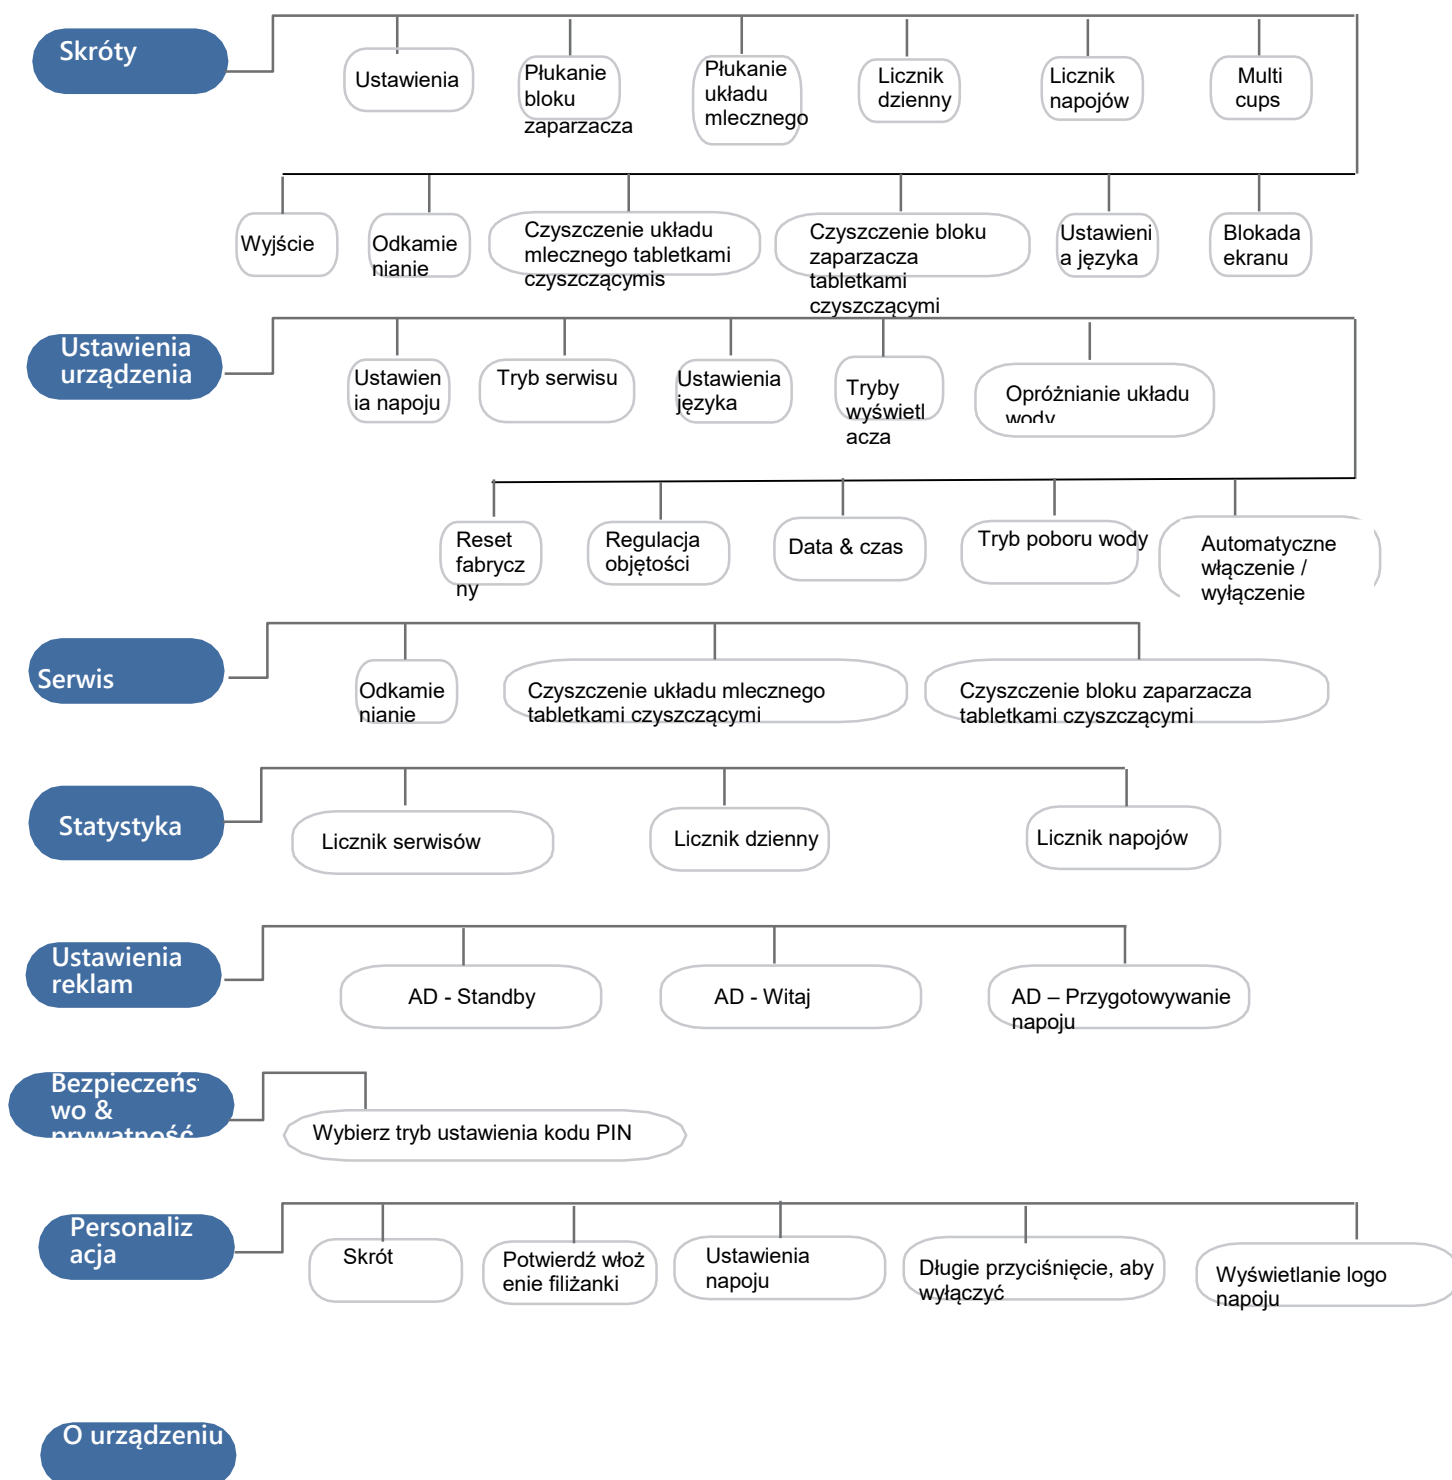 Skróty
Ustawienia
Płukanie
bloku
zaparzacza
Płukanie
układu
mlecznego
Licznik
dzienny
Licznik
napojów
Multi
cups
Wyjście
Odkamie
nianie
Czyszczenie układu
mlecznego tabletkami
czyszczącymis
Czyszczenie bloku
zaparzacza
tabletkami
czyszczącymi
Ustawieni
a języka
Blokada
ekranu
Ustawienia
urządzenia
Ustawien
ia napoju
Tryb serwisu
Ustawienia
języka
Tryby
wyświetl
acza
Opróżnianie układu
wody
Reset
fabrycz
ny
Regulacja
objętości
Data & czas
Tryb poboru wody
Automatyczne
włączenie /
wyłączenie
Serwis
Odkamie
nianie
Czyszczenie układu mlecznego
tabletkami czyszczącymi
Czyszczenie bloku zaparzacza
tabletkami czyszczącymi
Statystyka
Licznik serwisów
Licznik dzienny
Licznik napojów
Ustawienia
reklam
AD - Standby
AD - Witaj
AD – Przygotowywanie
napoju
Bezpieczeńs
wo &
prywatność
Wybierz tryb ustawienia kodu PIN
Personaliz
acja
Skrót
Potwierdź włoż
enie filiżanki
Ustawienia
napoju
Długie przyciśnięcie, aby
wyłączyć
Wyświetlanie logo
napoju
O urządzeniu